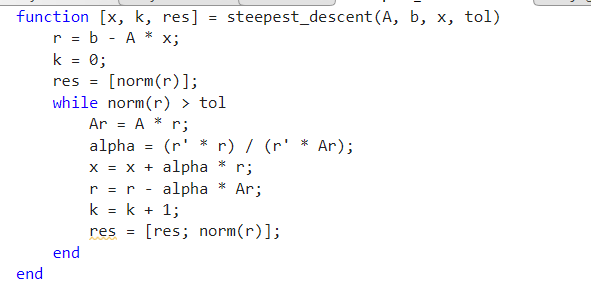 function [x, k, res] = steepest_descent(A, b, x, tol)
    r = b - A * x;
    k = 0;
    res = [norm(r)];
    while norm(r) > tol
        Ar = A * r;
        alpha = (r' * r) / (r' * Ar);
        x = x + alpha * r;
        r = r - alpha * Ar;
        k = k + 1;
        res = [res; norm(r)];
    end
end